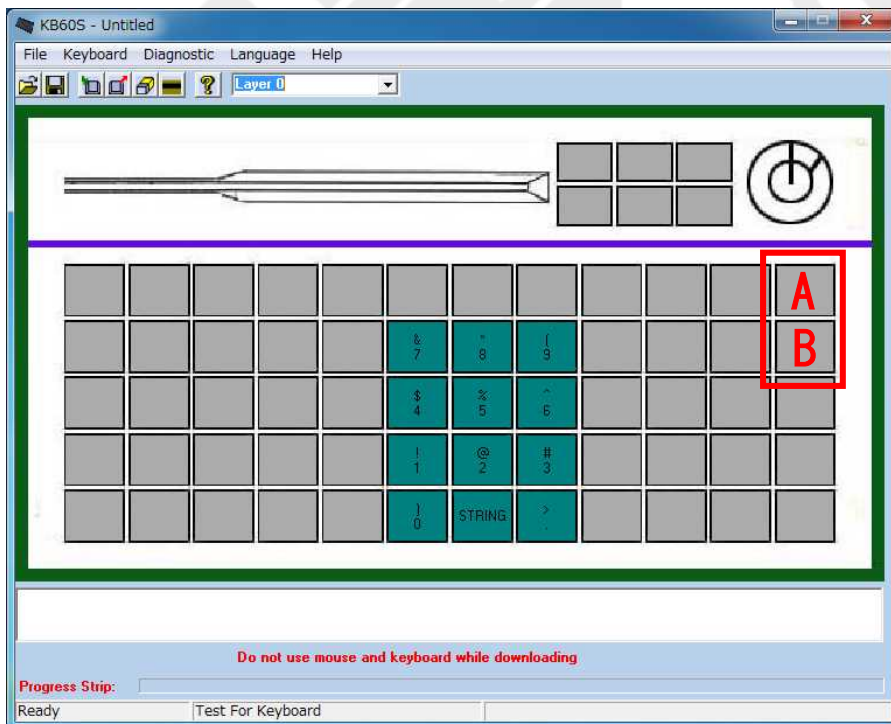 KB60S - Untitled
File Keyboard Diagnostic Language Help
Layer 0
A
& * (
7 8 9
B
$ % ^
4 5 6
! @ #
1 2 3
) STRING >
0 .
Do not use mouse and keyboard while downloading
Progress Strip:
Ready Test For Keyboard